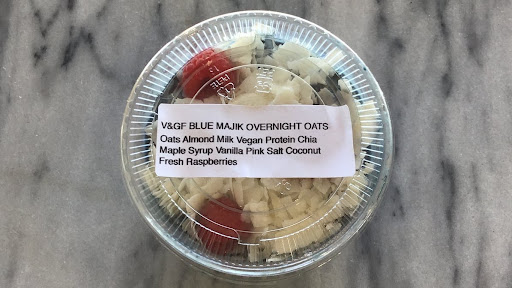 V&GF BLUE MAJIK OVERNIGHT OATS
Oats Almond Milk Vegan Protein Chia
Maple Syrup Vanilla Pink Salt Coconut
Fresh Raspberries
PETE